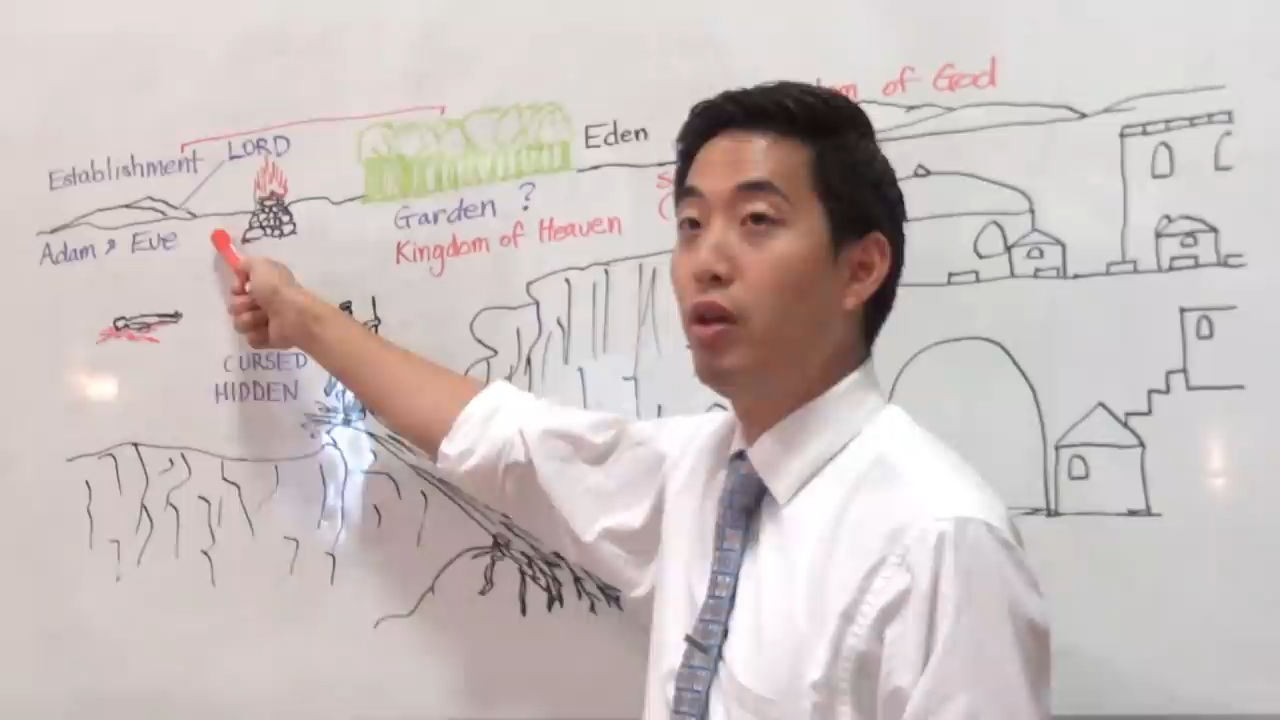 of God
Establishment
LORD
Eden
Adam & Eve
Garden ?
Kingdom of Heaven
CURSED
HIDDEN